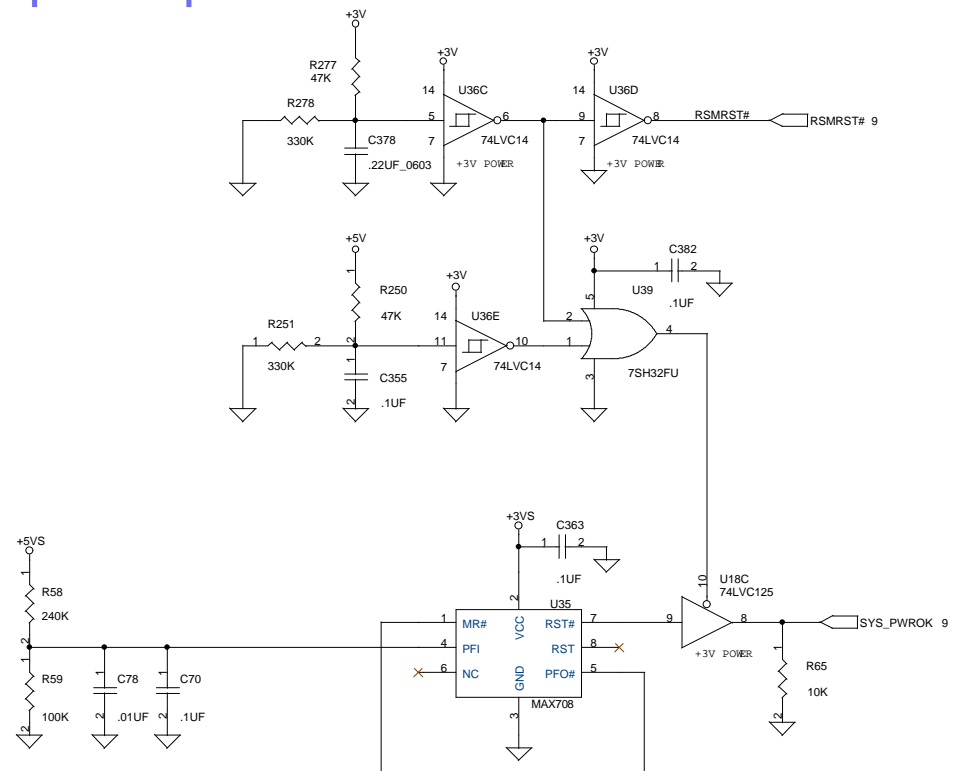 +3V
R277
47K
R278
330K
C378
.22UF_0603
+3V
14
U36C
5
6
7
74LVC14
+3V POWER
+3V
14
U36D
9
8
7
74LVC14
RSMRST#
RSMRST# 9
+5V
1
R250
47K
2
R251
1
2
330K
1
C355
.1UF
2
+3V
14
U36E
11
10
7
74LVC14
+3V
C382
1
2
.1UF
5
U39
2
1
4
3
7SH32FU
+5VS
1
R58
240K
2
1
R59
100K
2
1
C78
.01UF
2
1
C70
.1UF
2
+3VS
C363
1
2
.1UF
2
U35
1
MR#
VCC
RST#
7
4
PFI
RST
8
6
NC
GND
PFO#
5
3
MAX708
10
U18C
74LVC125
9
8
+3V POWER
SYS_PWROK 9
1
R65
10K
2